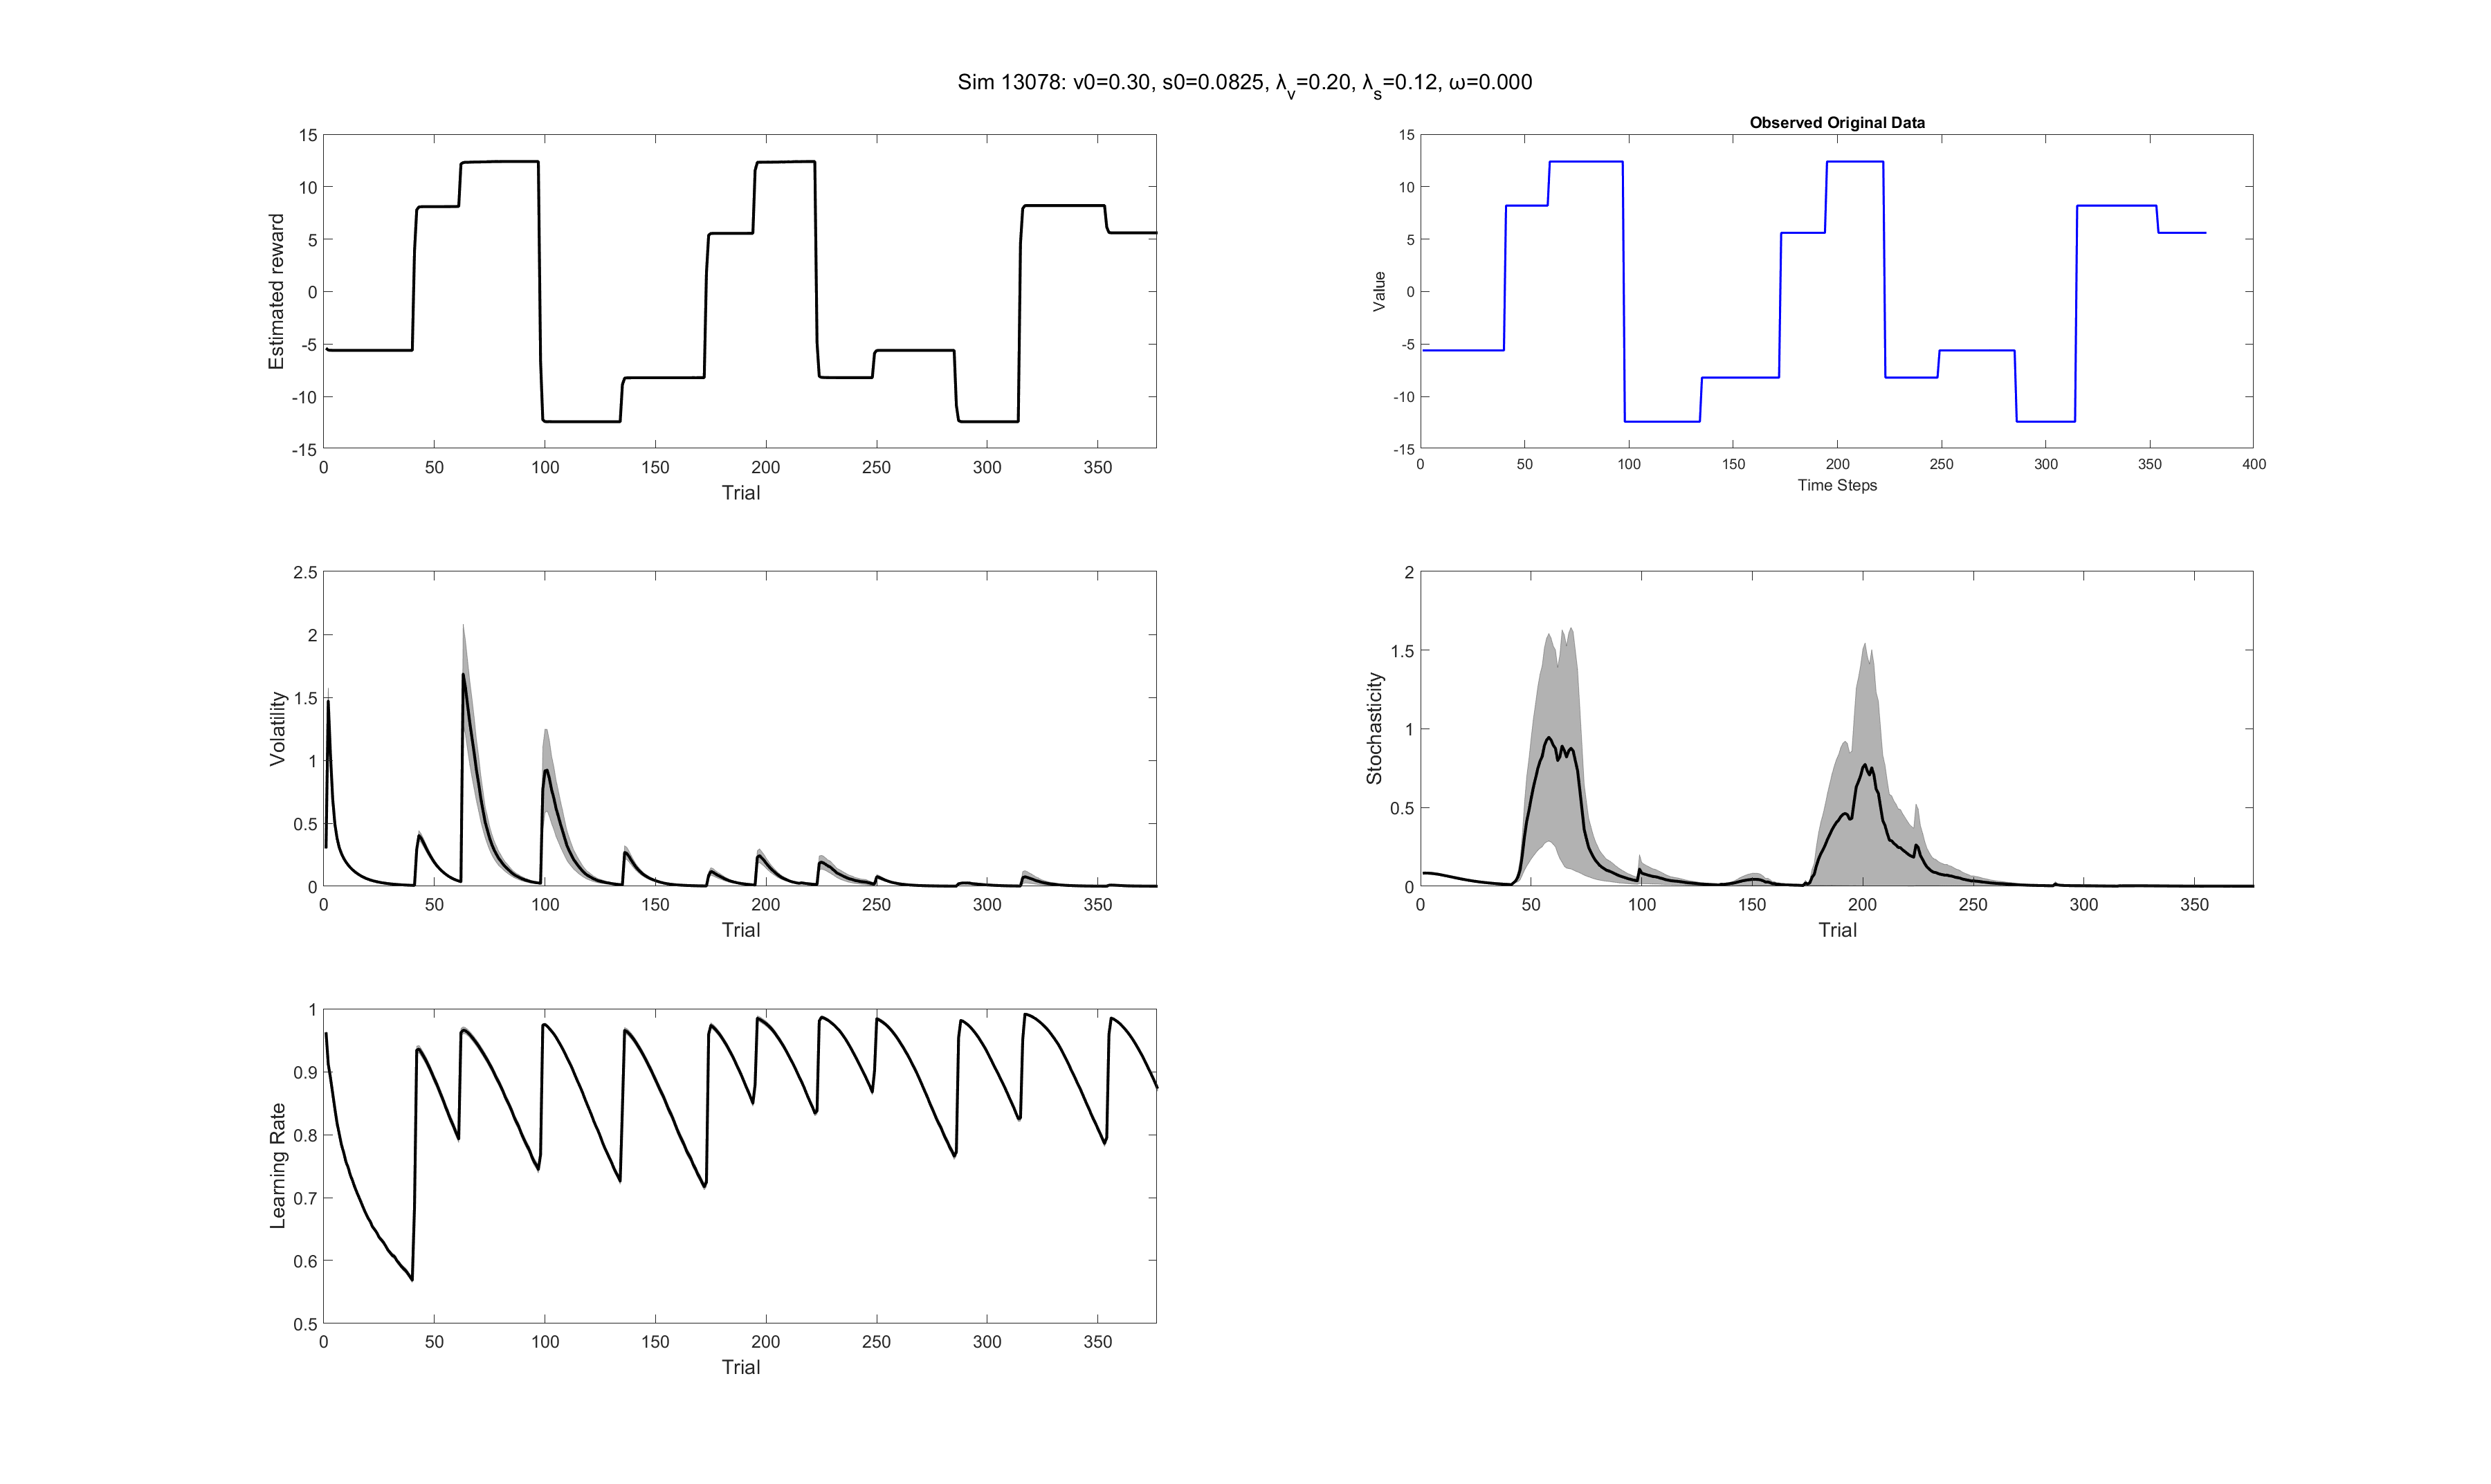 Sim 13078: v0=0.30, s0=0.0825, λv=0.20, λs=0.12, ω=0.000
15
10
5
0
-5
-10
-15
Estimated reward
0 50 100 150 200 250 300 350
Trial
Observed Original Data
15
10
5
0
-5
-10
-15
Value
0 50 100 150 200 250 300 350 400
Time Steps
2.5
2
1.5
1
0.5
0
Volatility
0 50 100 150 200 250 300 350
Trial
2
1.5
1
0.5
0
Stochasticity
0 50 100 150 200 250 300 350
Trial
1
0.9
0.8
0.7
0.6
0.5
Learning Rate
0 50 100 150 200 250 300 350
Trial